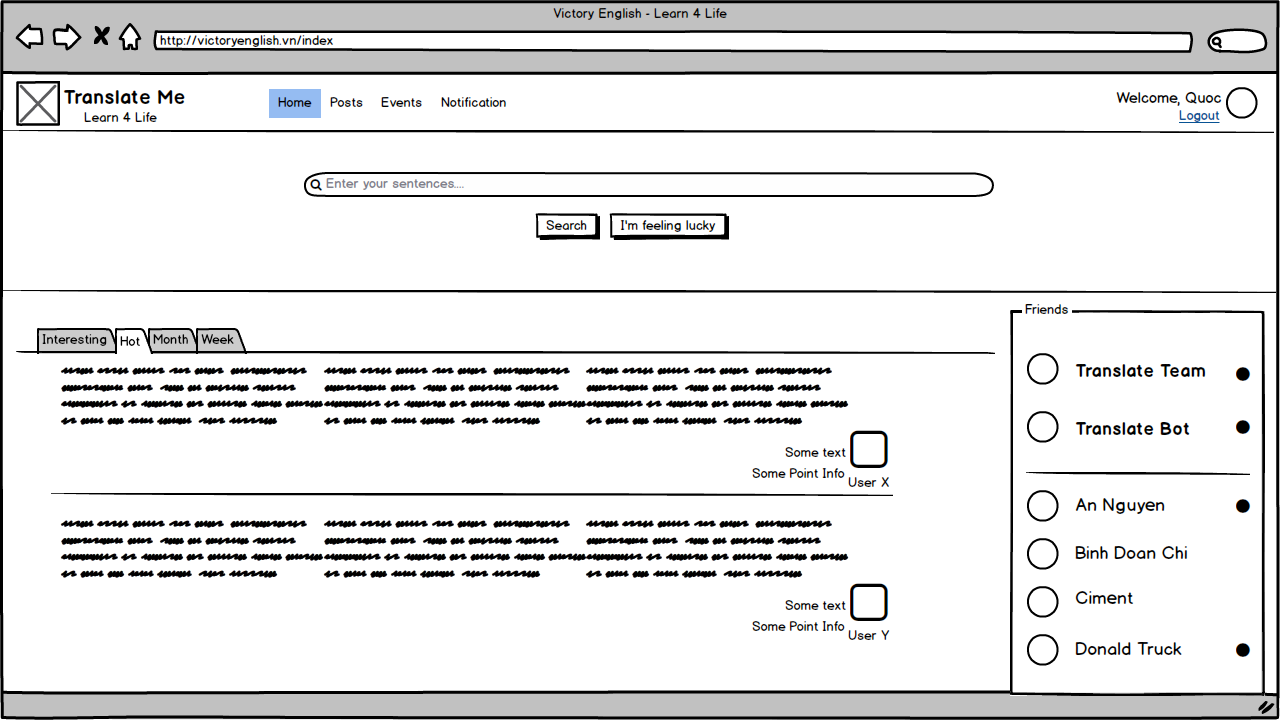 Victory English - Learn 4 Life
http://victoryenglish.vn/index
Translate Me
Learn 4 Life
Home Posts Events Notification
Welcome, Quoc
Logout
Enter your sentences....
Search I'm feeling lucky
Interesting Hot Month Week
Some text
Some Point Info
User X
Some text
Some Point Info
User Y
Friends
Translate Team
Translate Bot
An Nguyen
Binh Doan Chi
Ciment
Donald Truck